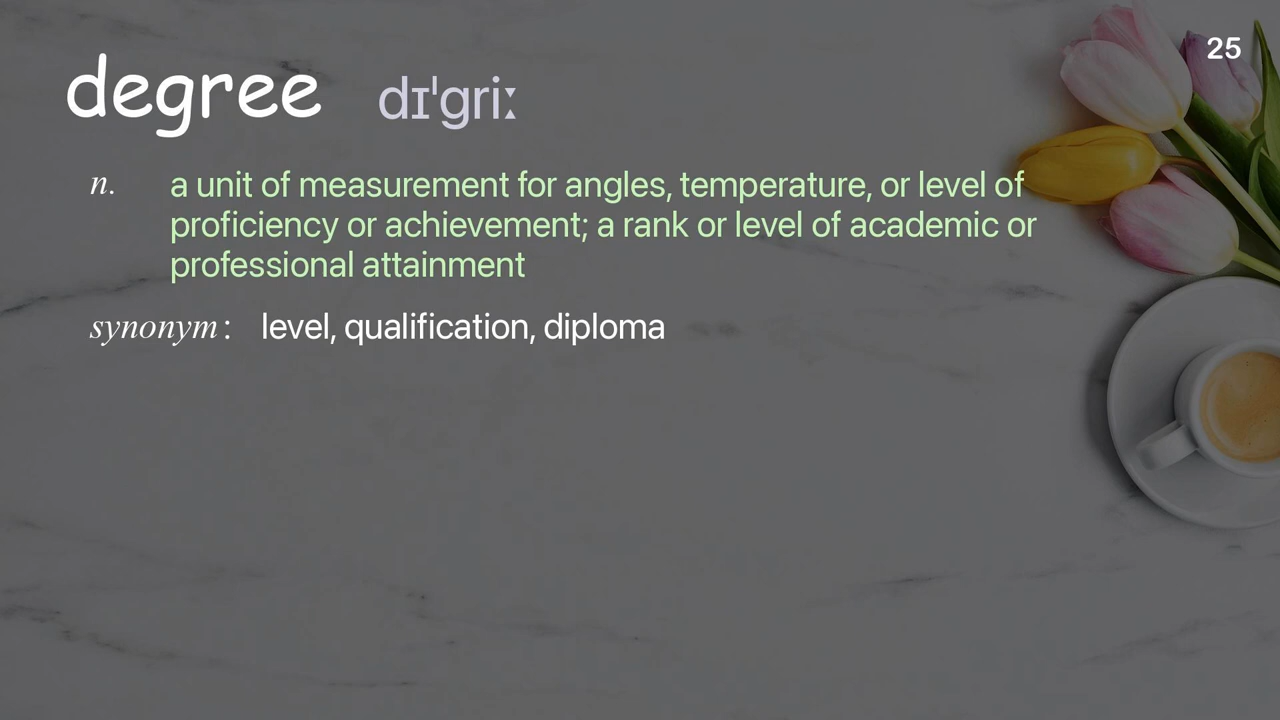 25
degree dɪˈɡriː
n. a unit of measurement for angles, temperature, or level of
proficiency or achievement; a rank or level of academic or
professional attainment
synonym: level, qualification, diploma